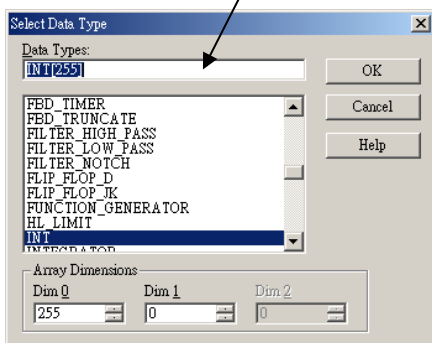 Select Data Type
Data Types:
INT[255]
OK
FBD_TIMER
FBD_TRUNCATE
FILTER_HIGH_PASS
FILTER_LOW_PASS
FILTER_NOTCH
FLIP_FLOP_D
FLIP_FLOP_JK
FUNCTION_GENERATOR
HL_LIMIT
INT
INTEGRATOR
Cancel
Help
Array Dimensions
Dim 0 Dim 1 Dim 2
255 0 0